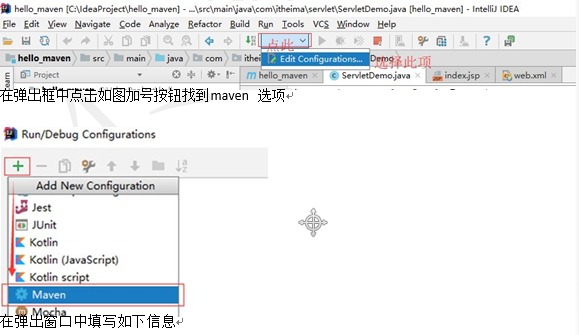 hello_maven [C:\IdeaProject\hello_maven] - ...\src\main\java\com\itheima\servlet\ServletDemo.java [hello_maven] - IntelliJ IDEA
File Edit View Navigate Code Analyze Refactor Build Run Tools VCS Window Help
点此
hello_maven src main java com ithei Edit Configurations... Demo 选择此项
Project hello_maven ServletDemo.java index.jsp web.xml
在弹出框中点击如图加号按钮找到maven 选项
Run/Debug Configurations
Add New Configuration
Jest
JUnit
Kotlin
Kotlin (JavaScript)
Kotlin script
Maven
Mocha
在弹出窗口中填写如下信息